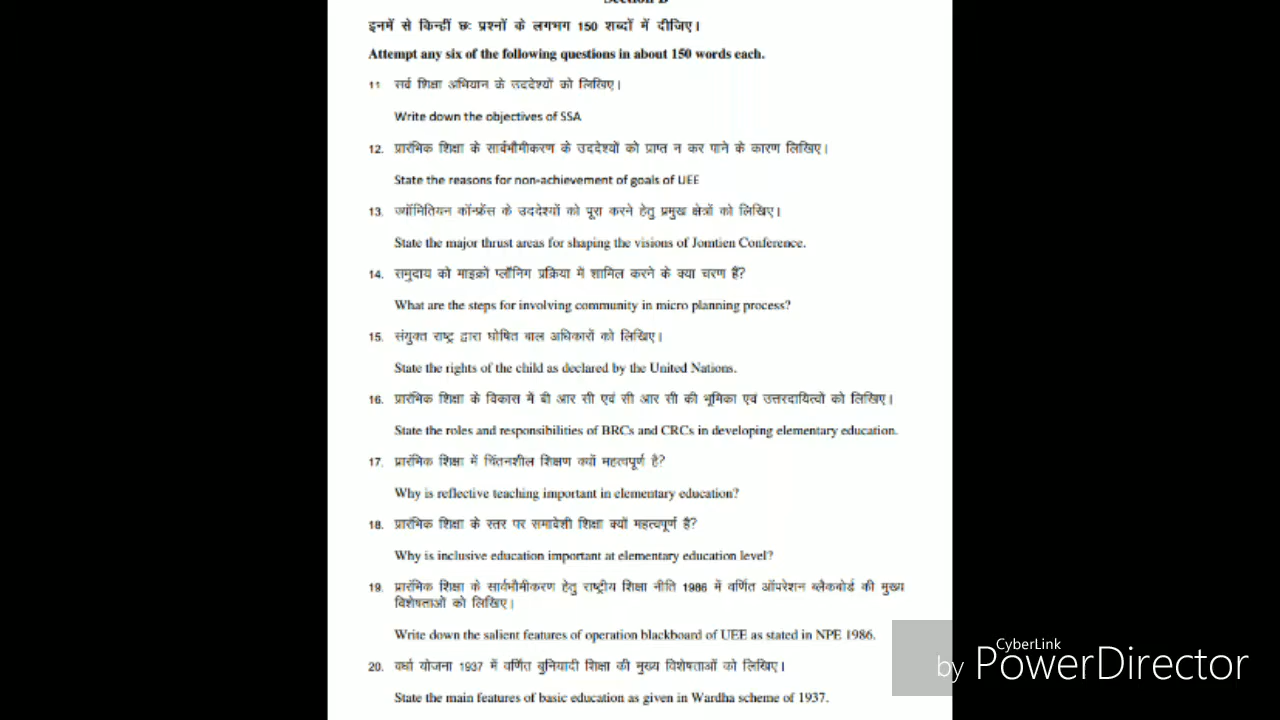 Section B
इनमें से किन्हीं छः प्रश्नों के लगभग 150 शब्दों में दीजिए।
Attempt any six of the following questions in about 150 words each.
11 सर्व शिक्षा अभियान के उददेश्यों को लिखिए।
Write down the objectives of SSA
12. प्रारंभिक शिक्षा के सार्वभौमीकरण के उददेश्यों को प्राप्त न कर पाने के कारण लिखिए।
State the reasons for non-achievement of goals of UEE
13. ज्योंमितियन कॉन्फ्रेंस के उददेश्यों को पूरा करने हेतु प्रमुख क्षेत्रों को लिखिए।
State the major thrust areas for shaping the visions of Jomtien Conference.
14. समुदाय को माइक्रों प्लॉनिग प्रक्रिया में शामिल करने के क्या चरण हैं?
What are the steps for involving community in micro planning process?
15. संयुक्त राष्ट्र द्वारा घोषित बाल अधिकारों को लिखिए।
State the rights of the child as declared by the United Nations.
16. प्रारंभिक शिक्षा के विकास में बी आर सी एवं सी आर सी की भूमिका एवं उत्तरदायित्वों को लिखिए।
State the roles and responsibilities of BRCs and CRCs in developing elementary education.
17. प्रारंभिक शिक्षा में चिंतनशील शिक्षण क्यों महत्वपूर्ण है?
Why is reflective teaching important in elementary education?
18. प्रारंभिक शिक्षा के स्तर पर समावेशी शिक्षा क्यों महत्वपूर्ण है?
Why is inclusive education important at elementary education level?
19. प्रारंभिक शिक्षा के सार्वभौमीकरण हेतु राष्ट्रीय शिक्षा नीति 1986 में वर्णित ऑपरेशन ब्लैकबोर्ड की मुख्य
विशेषताओं को लिखिए।
Write down the salient features of operation blackboard of UEE as stated in NPE 1986.
20. वर्घा योजना 1937 में वर्णित बुनियादी शिक्षा की मुख्य विशेषताओं को लिखिए।
State the main features of basic education as given in Wardha scheme of 1937.
by CyberLink PowerDirector